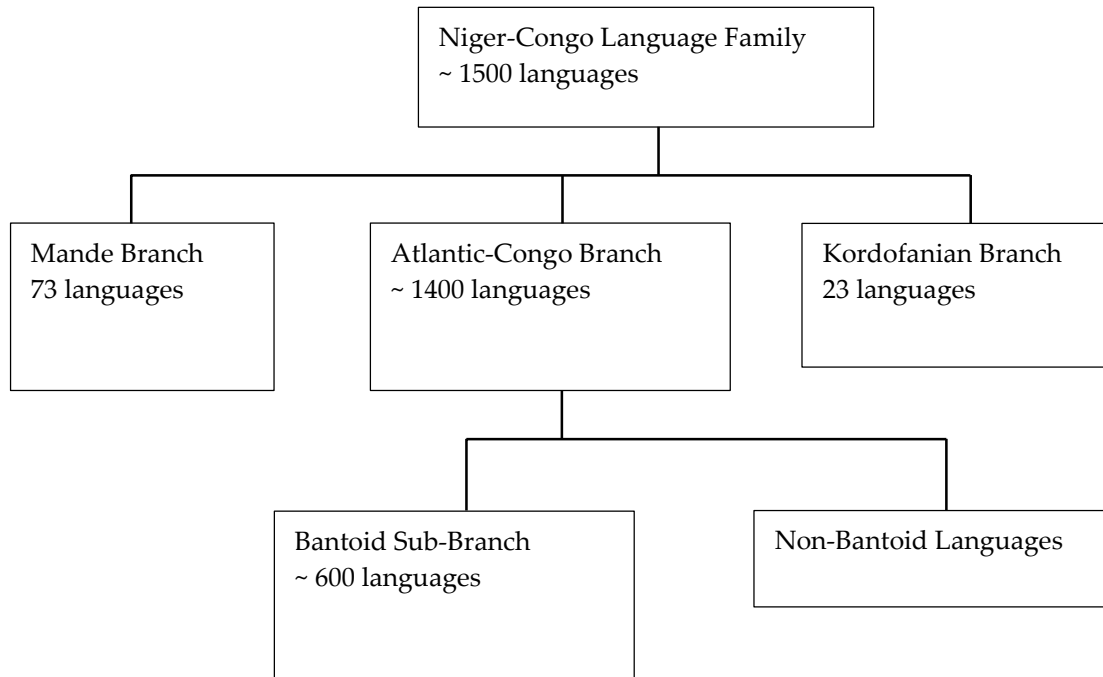 Niger-Congo Language Family
~ 1500 languages
Mande Branch
73 languages
Atlantic-Congo Branch
~ 1400 languages
Kordofanian Branch
23 languages
Bantoid Sub-Branch
~ 600 languages
Non-Bantoid Languages